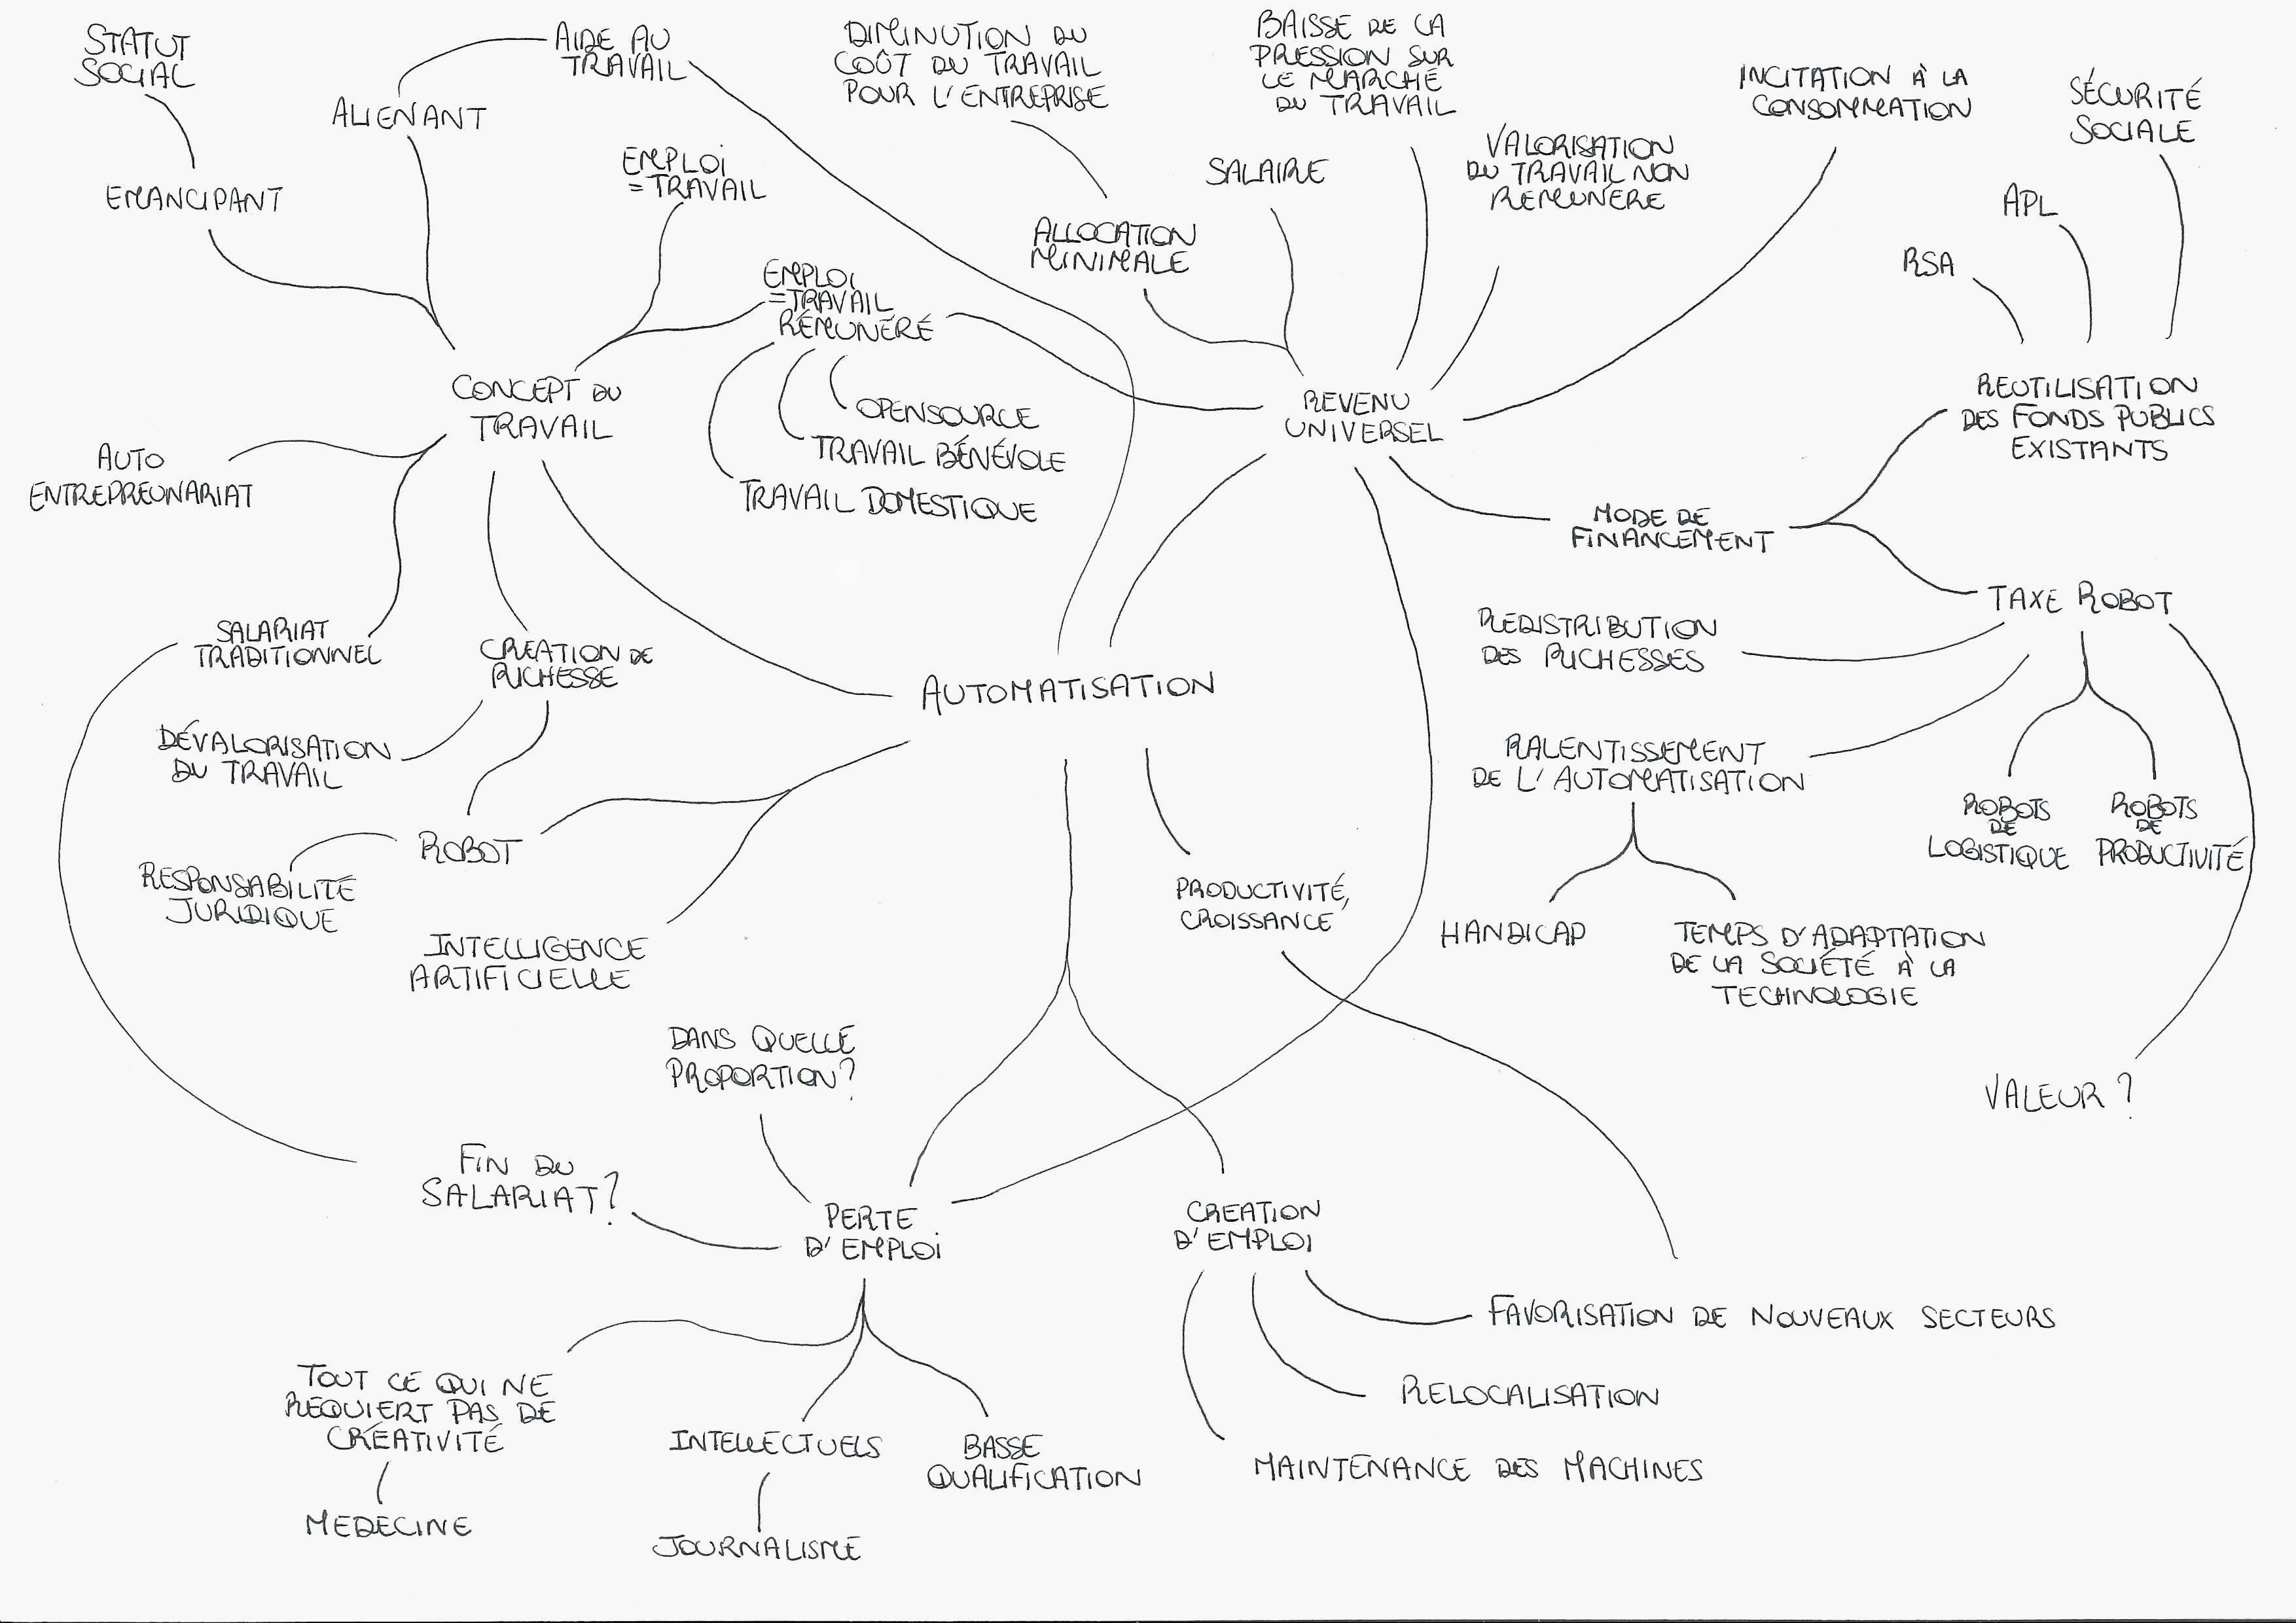 STATUT
SOCIAL
AIDE AU
TRAVAIL
ALIENANT
EMANCIPANT
EMPLOI
= TRAVAIL
EMPLOI
= TRAVAIL
RÉMUNÉRÉ
OPENSOURCE
TRAVAIL BÉNÉVOLE
TRAVAIL DOMESTIQUE
CONCEPT DU
TRAVAIL
AUTO
ENTREPREUNARIAT
SALARIAT
TRADITIONNEL
CREATION DE
RICHESSE
DÉVALORISATION
DU TRAVAIL
ROBOT
RESPONSABILITÉ
JURIDIQUE
INTELLIGENCE
ARTIFICIELLE
DIMINUTION DU
COÛT DU TRAVAIL
POUR L'ENTREPRISE
ALLOCATION
MINIMALE
SALAIRE
BAISSE DE LA
PRESSION SUR
LE MARCHÉ
DU TRAVAIL
VALORISATION
DU TRAVAIL NON
REMUNERE
INCITATION À LA
CONSOMMATION
SÉCURITÉ
SOCIALE
APL
RSA
REUTILISATION
DES FONDS PUBLICS
EXISTANTS
REVENU
UNIVERSEL
MODE DE
FINANCEMENT
TAXE ROBOT
REDISTRIBUTION
DES RICHESSES
RALENTISSEMENT
DE L'AUTOMATISATION
HANDICAP
TEMPS D'ADAPTATION
DE LA SOCIÉTÉ À LA
TECHNOLOGIE
ROBOTS
DE
LOGISTIQUE
ROBOTS
DE
PRODUCTIVITÉ
VALEUR ?
AUTOMATISATION
PRODUCTIVITÉ,
CROISSANCE
DANS QUELLE
PROPORTION ?
FIN DU
SALARIAT ?
PERTE
D'EMPLOI
CREATION
D'EMPLOI
FAVORISATION DE NOUVEAUX SECTEURS
RELOCALISATION
MAINTENANCE DES MACHINES
TOUT CE QUI NE
REQUIERT PAS DE
CRÉATIVITÉ
MEDECINE
INTELLECTUELS
JOURNALISME
BASSE
QUALIFICATION